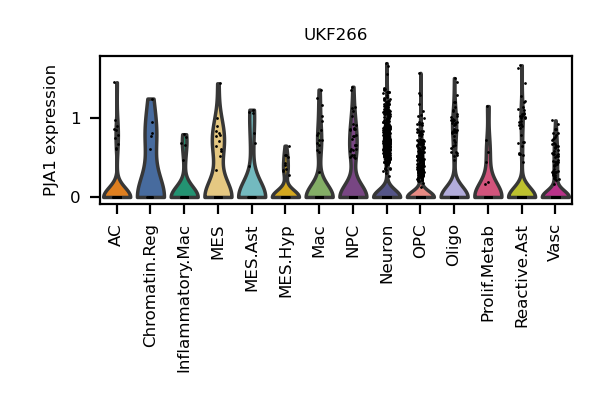 UKF266
PJA1 expression
1
0
AC
Chromatin.Reg
Inflammatory.Mac
MES
MES.Ast
MES.Hyp
Mac
NPC
Neuron
OPC
Oligo
Prolif.Metab
Reactive.Ast
Vasc